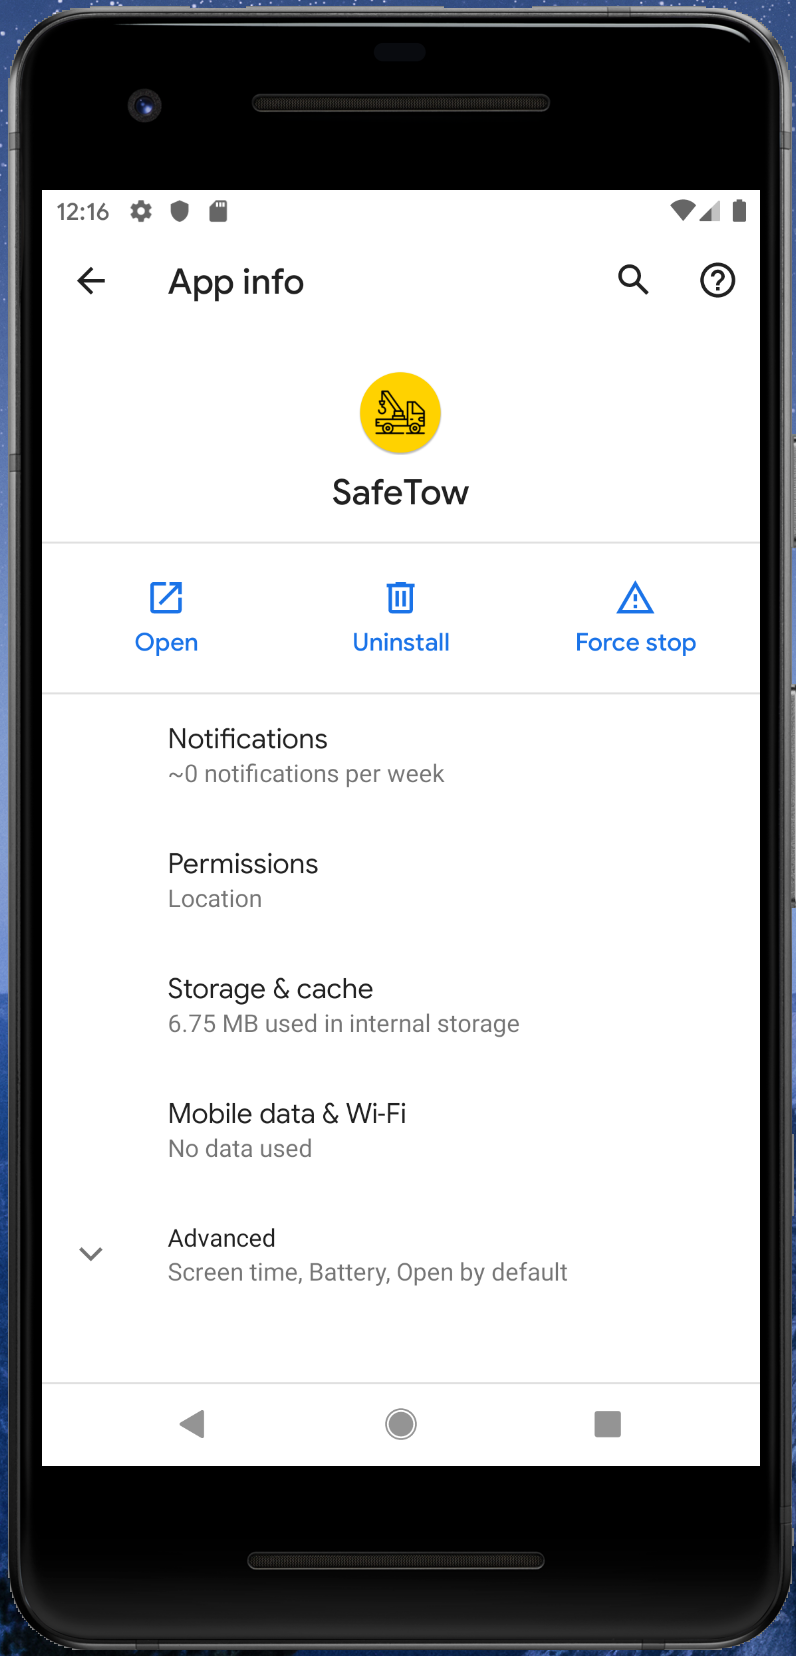 12:16
App info
SafeTow
Open
Uninstall
Force stop
Notifications
~0 notifications per week
Permissions
Location
Storage & cache
6.75 MB used in internal storage
Mobile data & Wi-Fi
No data used
Advanced
Screen time, Battery, Open by default